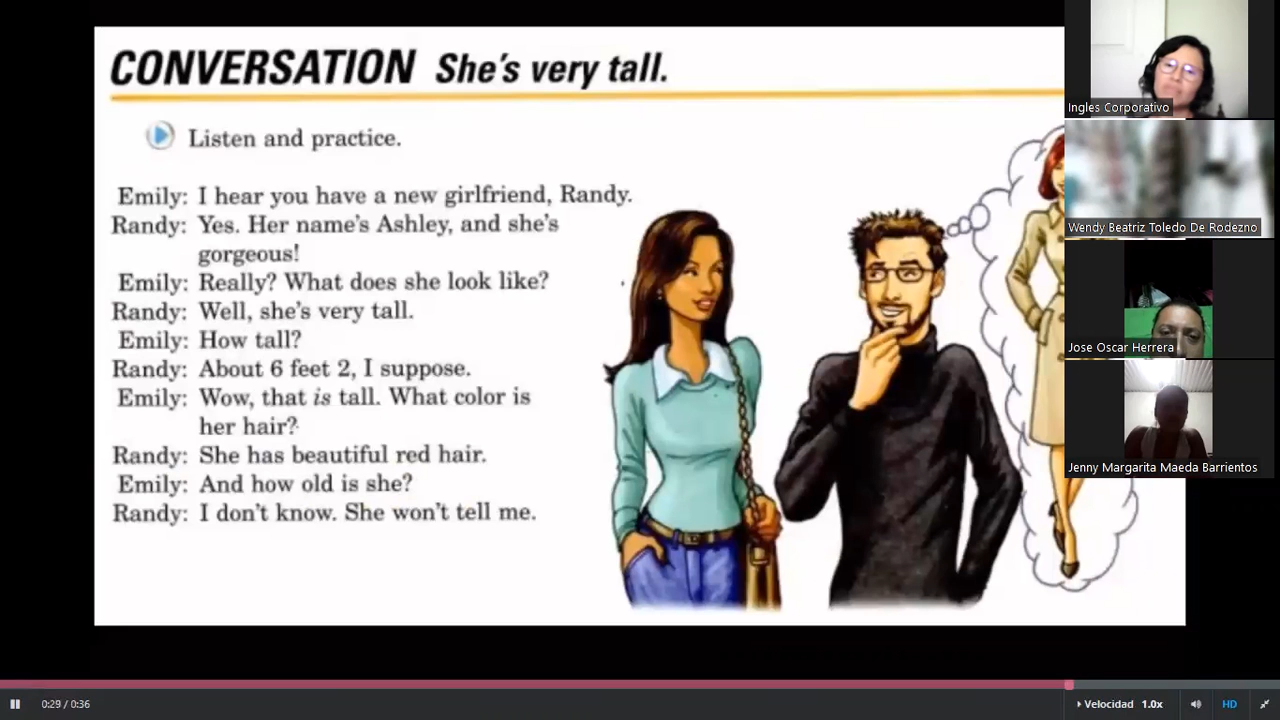 CONVERSATION She's very tall.
Listen and practice.
Emily: I hear you have a new girlfriend, Randy.
Randy: Yes. Her name's Ashley, and she's
gorgeous!
Emily: Really? What does she look like?
Randy: Well, she's very tall.
Emily: How tall?
Randy: About 6 feet 2, I suppose.
Emily: Wow, that is tall. What color is
her hair?
Randy: She has beautiful red hair.
Emily: And how old is she?
Randy: I don't know. She won't tell me.
Ingles Corporativo
Wendy Beatriz Toledo De Rodezno
Jose Oscar Herrera
Jenny Margarita Maeda Barrientos
0:29 / 0:36
Velocidad 1.0x
HD